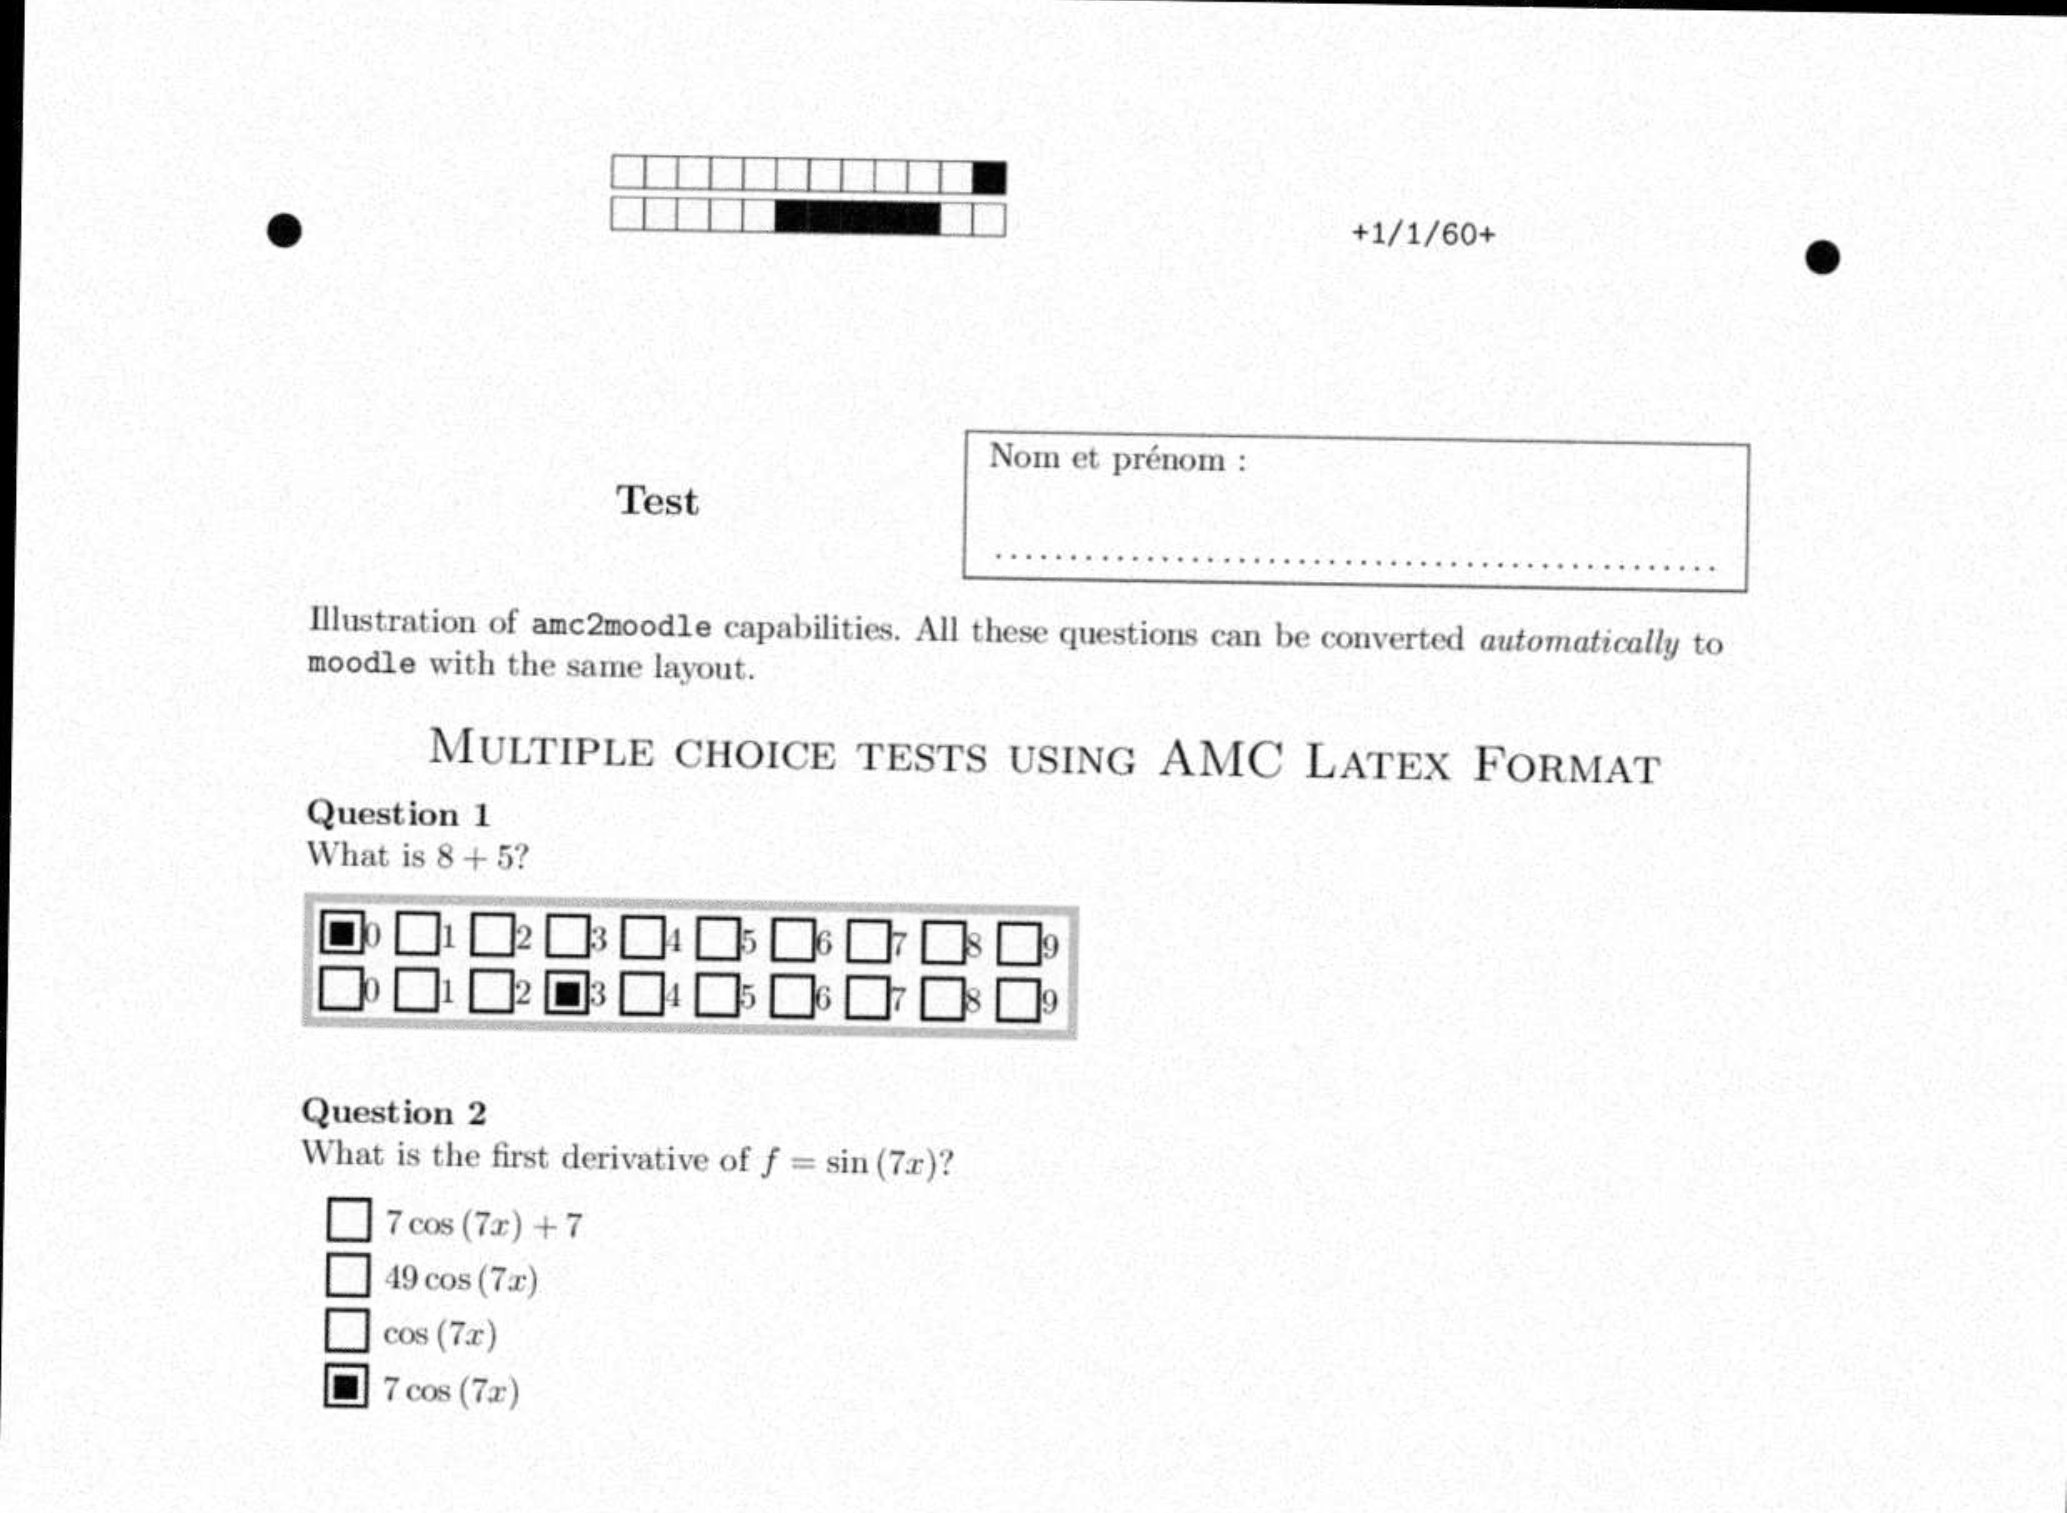 +1/1/60+
Test
Nom et prénom :
..................................................
Illustration of amc2moodle capabilities. All these questions can be converted automatically to
moodle with the same layout.
MULTIPLE CHOICE TESTS USING AMC LATEX FORMAT
Question 1
What is 8 + 5?
0 1 2 3 4 5 6 7 8 9
0 1 2 3 4 5 6 7 8 9
Question 2
What is the first derivative of f = sin (7x)?
7 cos (7x) + 7
49 cos (7x)
cos (7x)
7 cos (7x)